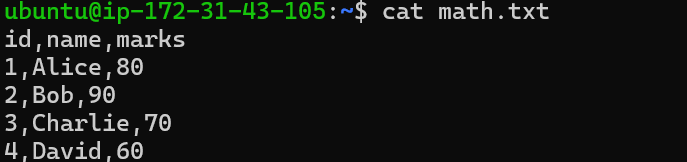 ubuntu@ip-172-31-43-105:~$ cat math.txt
id,name,marks
1,Alice,80
2,Bob,90
3,Charlie,70
4,David,60